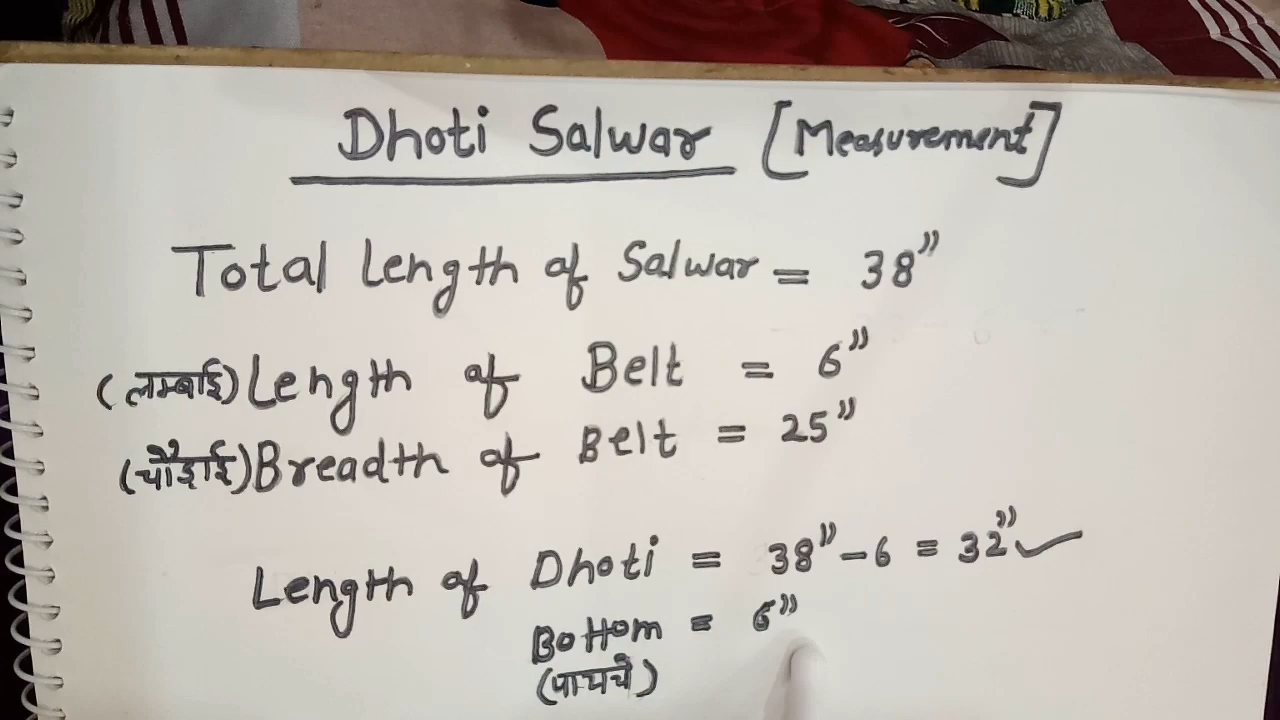 Dhoti Salwar [Measurement]
Total Length of Salwar = 38"
(लम्बाई) Length of Belt = 6"
(चौड़ाई) Breadth of Belt = 25"
Length of Dhoti = 38" - 6 = 32" ✓
Bottom = 6"
(पायचे)